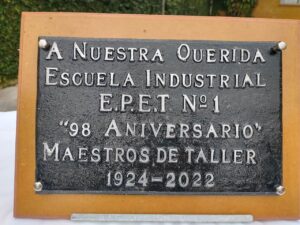 A NUESTRA QUERIDA
ESCUELA INDUSTRIAL
E.P.E.T. Nº1
"98 ANIVERSARIO"
MAESTROS DE TALLER
1924-2022